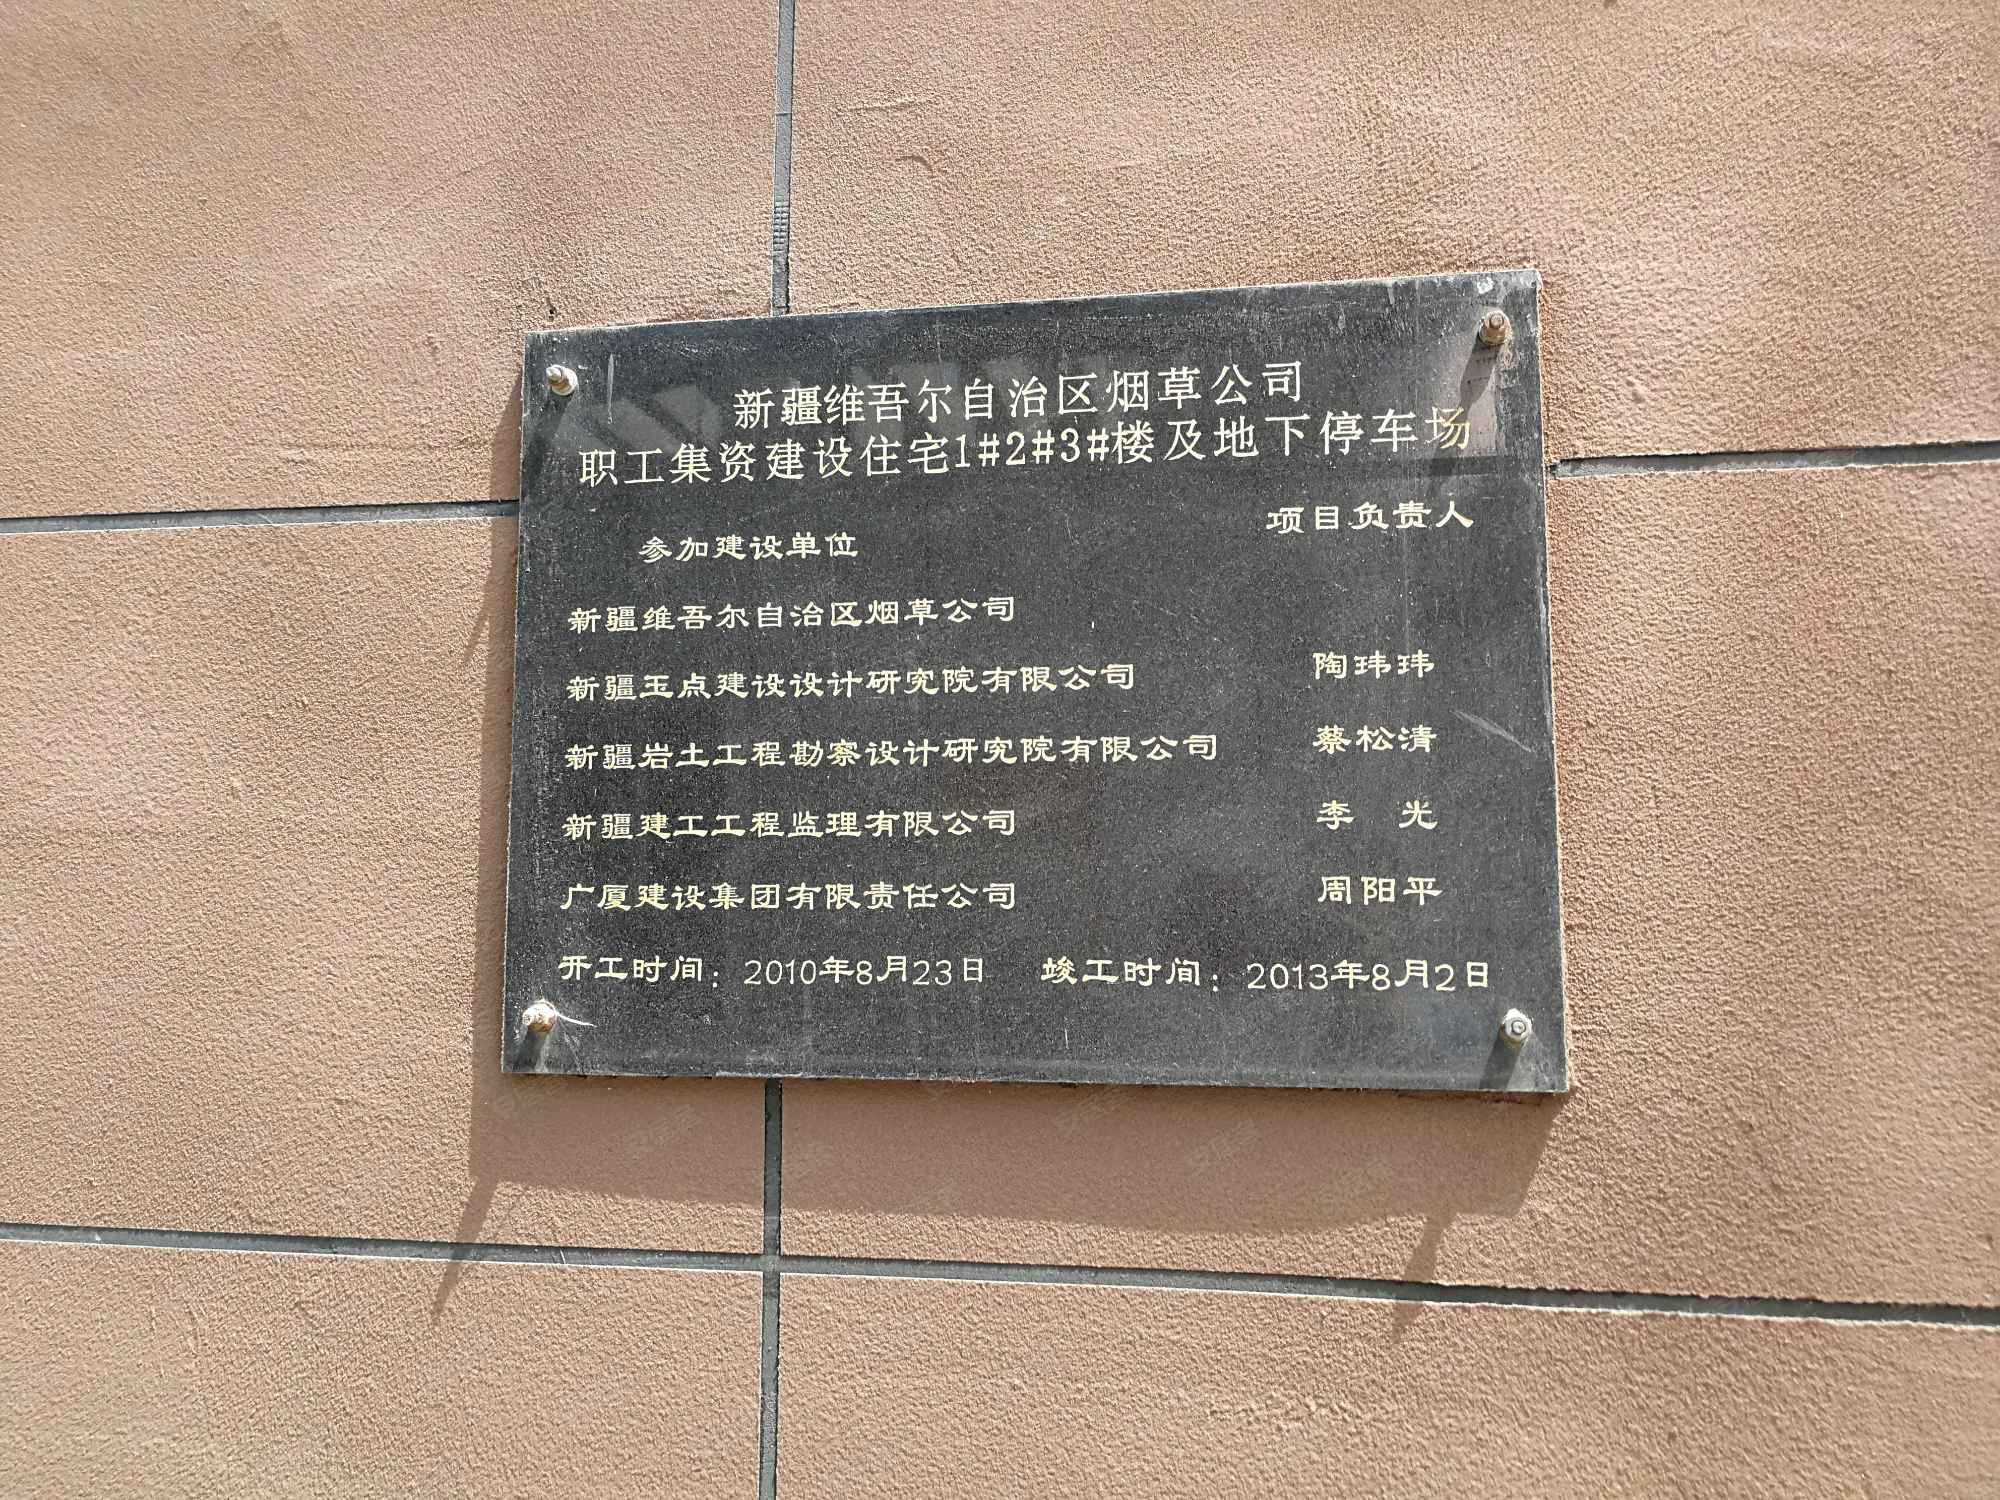 新疆维吾尔自治区烟草公司
职工集资建设住宅1#2#3#楼及地下停车场
参加建设单位 项目负责人
新疆维吾尔自治区烟草公司
新疆玉点建设设计研究院有限公司 陶玮玮
新疆岩土工程勘察设计研究院有限公司 蔡松清
新疆建工工程监理有限公司 李 光
广厦建设集团有限责任公司 周阳平
开工时间：2010年8月23日 竣工时间：2013年8月2日